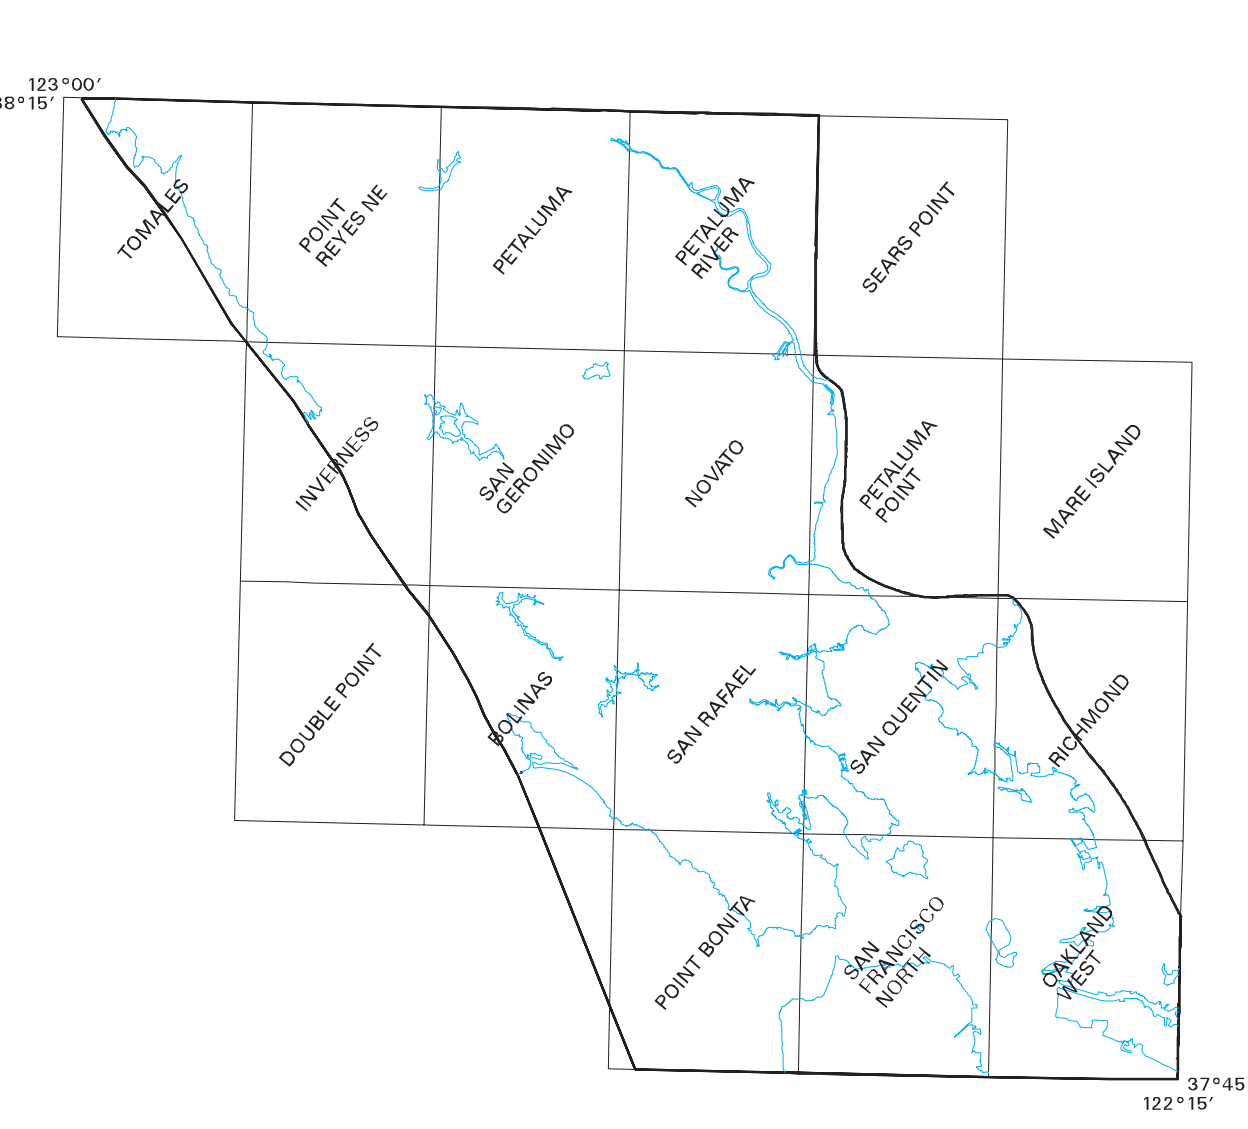 123°00′
38°15′
TOMALES
POINT
REYES NE
PETALUMA
PETALUMA
RIVER
SEARS POINT
INVERNESS
SAN
GERONIMO
NOVATO
PETALUMA
POINT
MARE ISLAND
DOUBLE POINT
BOLINAS
SAN RAFAEL
SAN QUENTIN
RICHMOND
POINT BONITA
SAN
FRANCISCO
NORTH
OAKLAND
WEST
37°45
122°15′